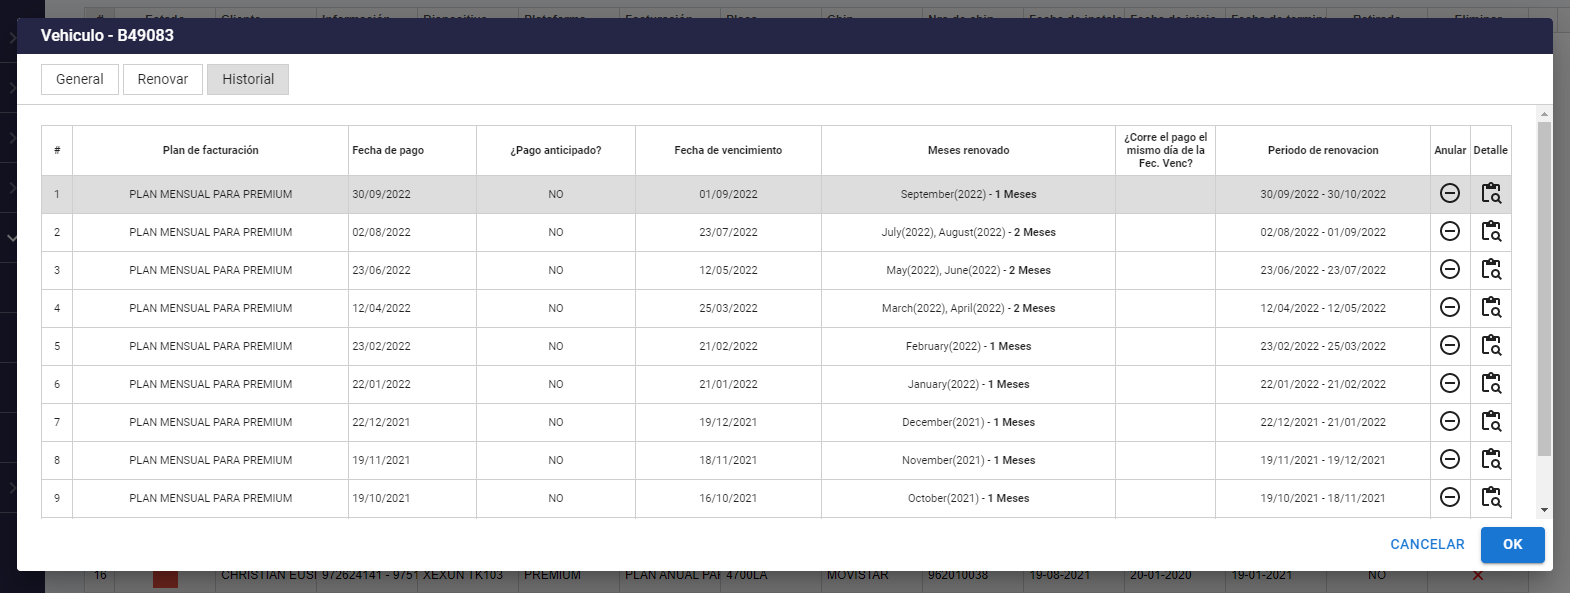 Vehiculo - B49083
General Renovar Historial
# Plan de facturación Fecha de pago ¿Pago anticipado? Fecha de vencimiento Meses renovado ¿Corre el pago el mismo día de la Fec. Venc? Periodo de renovacion Anular Detalle
1 PLAN MENSUAL PARA PREMIUM 30/09/2022 NO 01/09/2022 September(2022) - 1 Meses 30/09/2022 - 30/10/2022
2 PLAN MENSUAL PARA PREMIUM 02/08/2022 NO 23/07/2022 July(2022), August(2022) - 2 Meses 02/08/2022 - 01/09/2022
3 PLAN MENSUAL PARA PREMIUM 23/06/2022 NO 12/05/2022 May(2022), June(2022) - 2 Meses 23/06/2022 - 23/07/2022
4 PLAN MENSUAL PARA PREMIUM 12/04/2022 NO 25/03/2022 March(2022), April(2022) - 2 Meses 12/04/2022 - 12/05/2022
5 PLAN MENSUAL PARA PREMIUM 23/02/2022 NO 21/02/2022 February(2022) - 1 Meses 23/02/2022 - 25/03/2022
6 PLAN MENSUAL PARA PREMIUM 22/01/2022 NO 21/01/2022 January(2022) - 1 Meses 22/01/2022 - 21/02/2022
7 PLAN MENSUAL PARA PREMIUM 22/12/2021 NO 19/12/2021 December(2021) - 1 Meses 22/12/2021 - 21/01/2022
8 PLAN MENSUAL PARA PREMIUM 19/11/2021 NO 18/11/2021 November(2021) - 1 Meses 19/11/2021 - 19/12/2021
9 PLAN MENSUAL PARA PREMIUM 19/10/2021 NO 16/10/2021 October(2021) - 1 Meses 19/10/2021 - 18/11/2021
CANCELAR OK
16 CHRISTIAN EUSI 972624141 - 9751 XEXUN TK103 PREMIUM PLAN ANUAL PAI 4700LA MOVISTAR 962010038 19-08-2021 20-01-2020 19-01-2021 NO